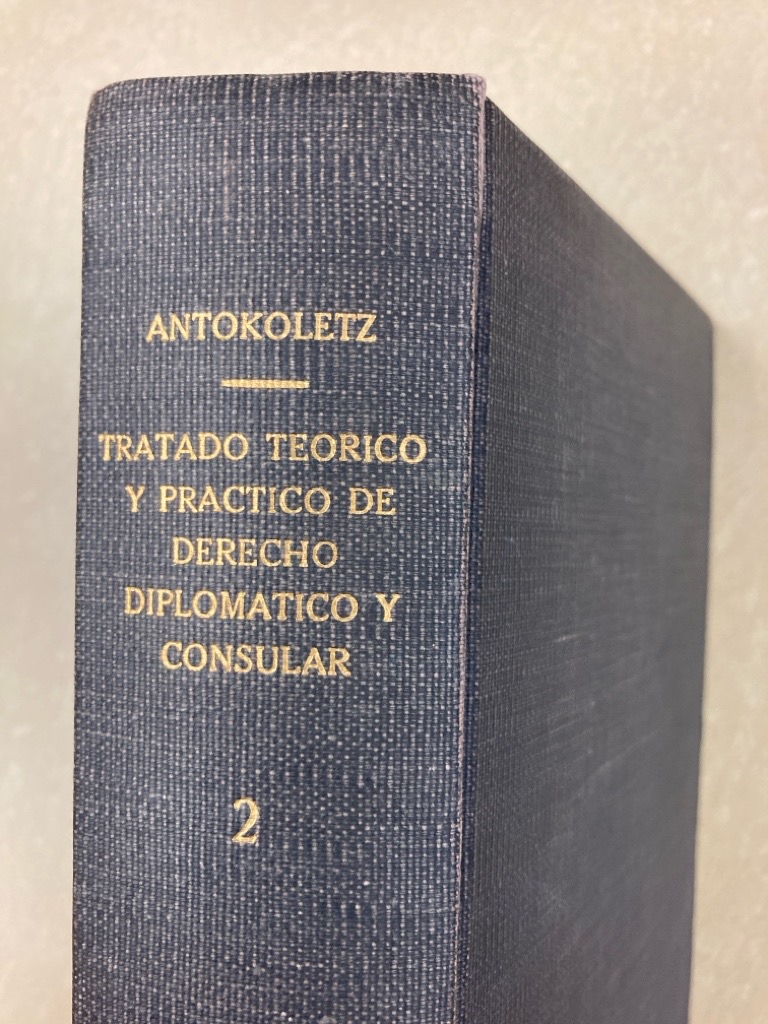 ANTOKOLETZ
TRATADO TEORICO
Y PRACTICO DE
DERECHO
DIPLOMATICO Y
CONSULAR
2